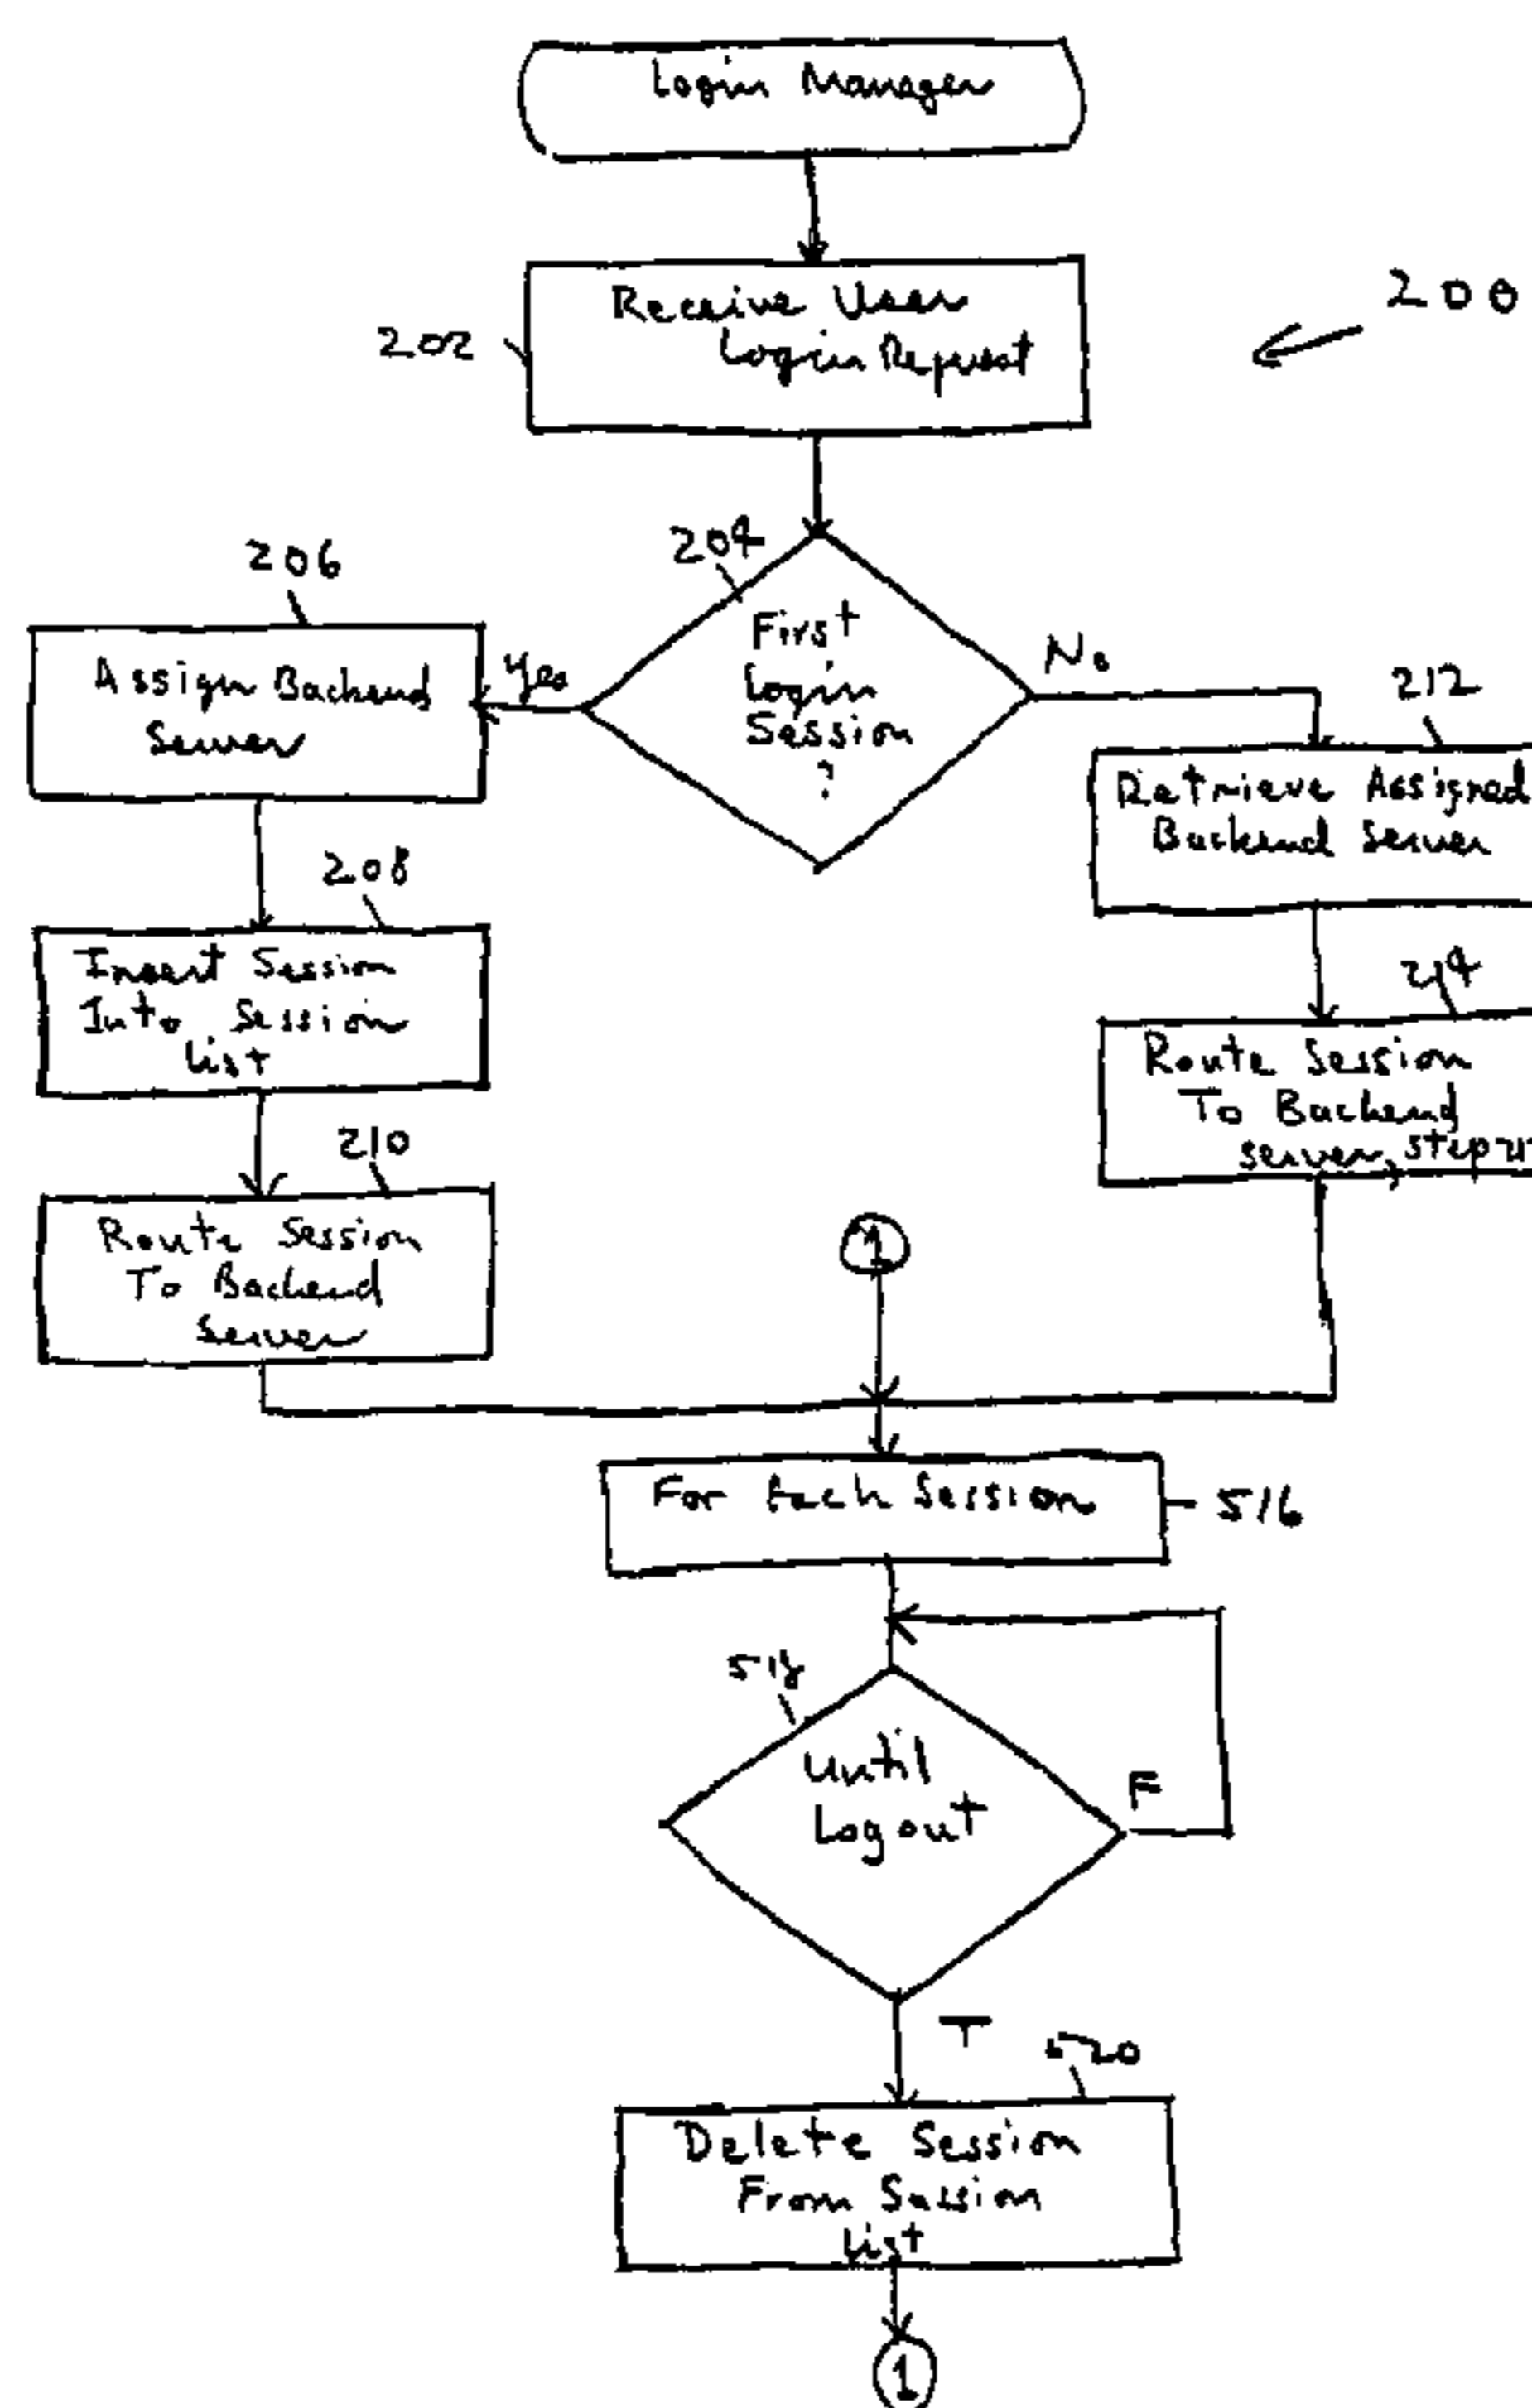 Login Manager
Receive User
Login Request
202
200
204
First
Login
Session
?
Yes
No
206
Assign Backend
Server
208
Insert Session
Into Session
List
210
Route Session
To Backend
Server
212
Retrieve Assigned
Backend Server
214
Route Session
To Backend
server, step
1
For Each Session
516
518
Until
Logout
F
T
520
Delete Session
From Session
List
1